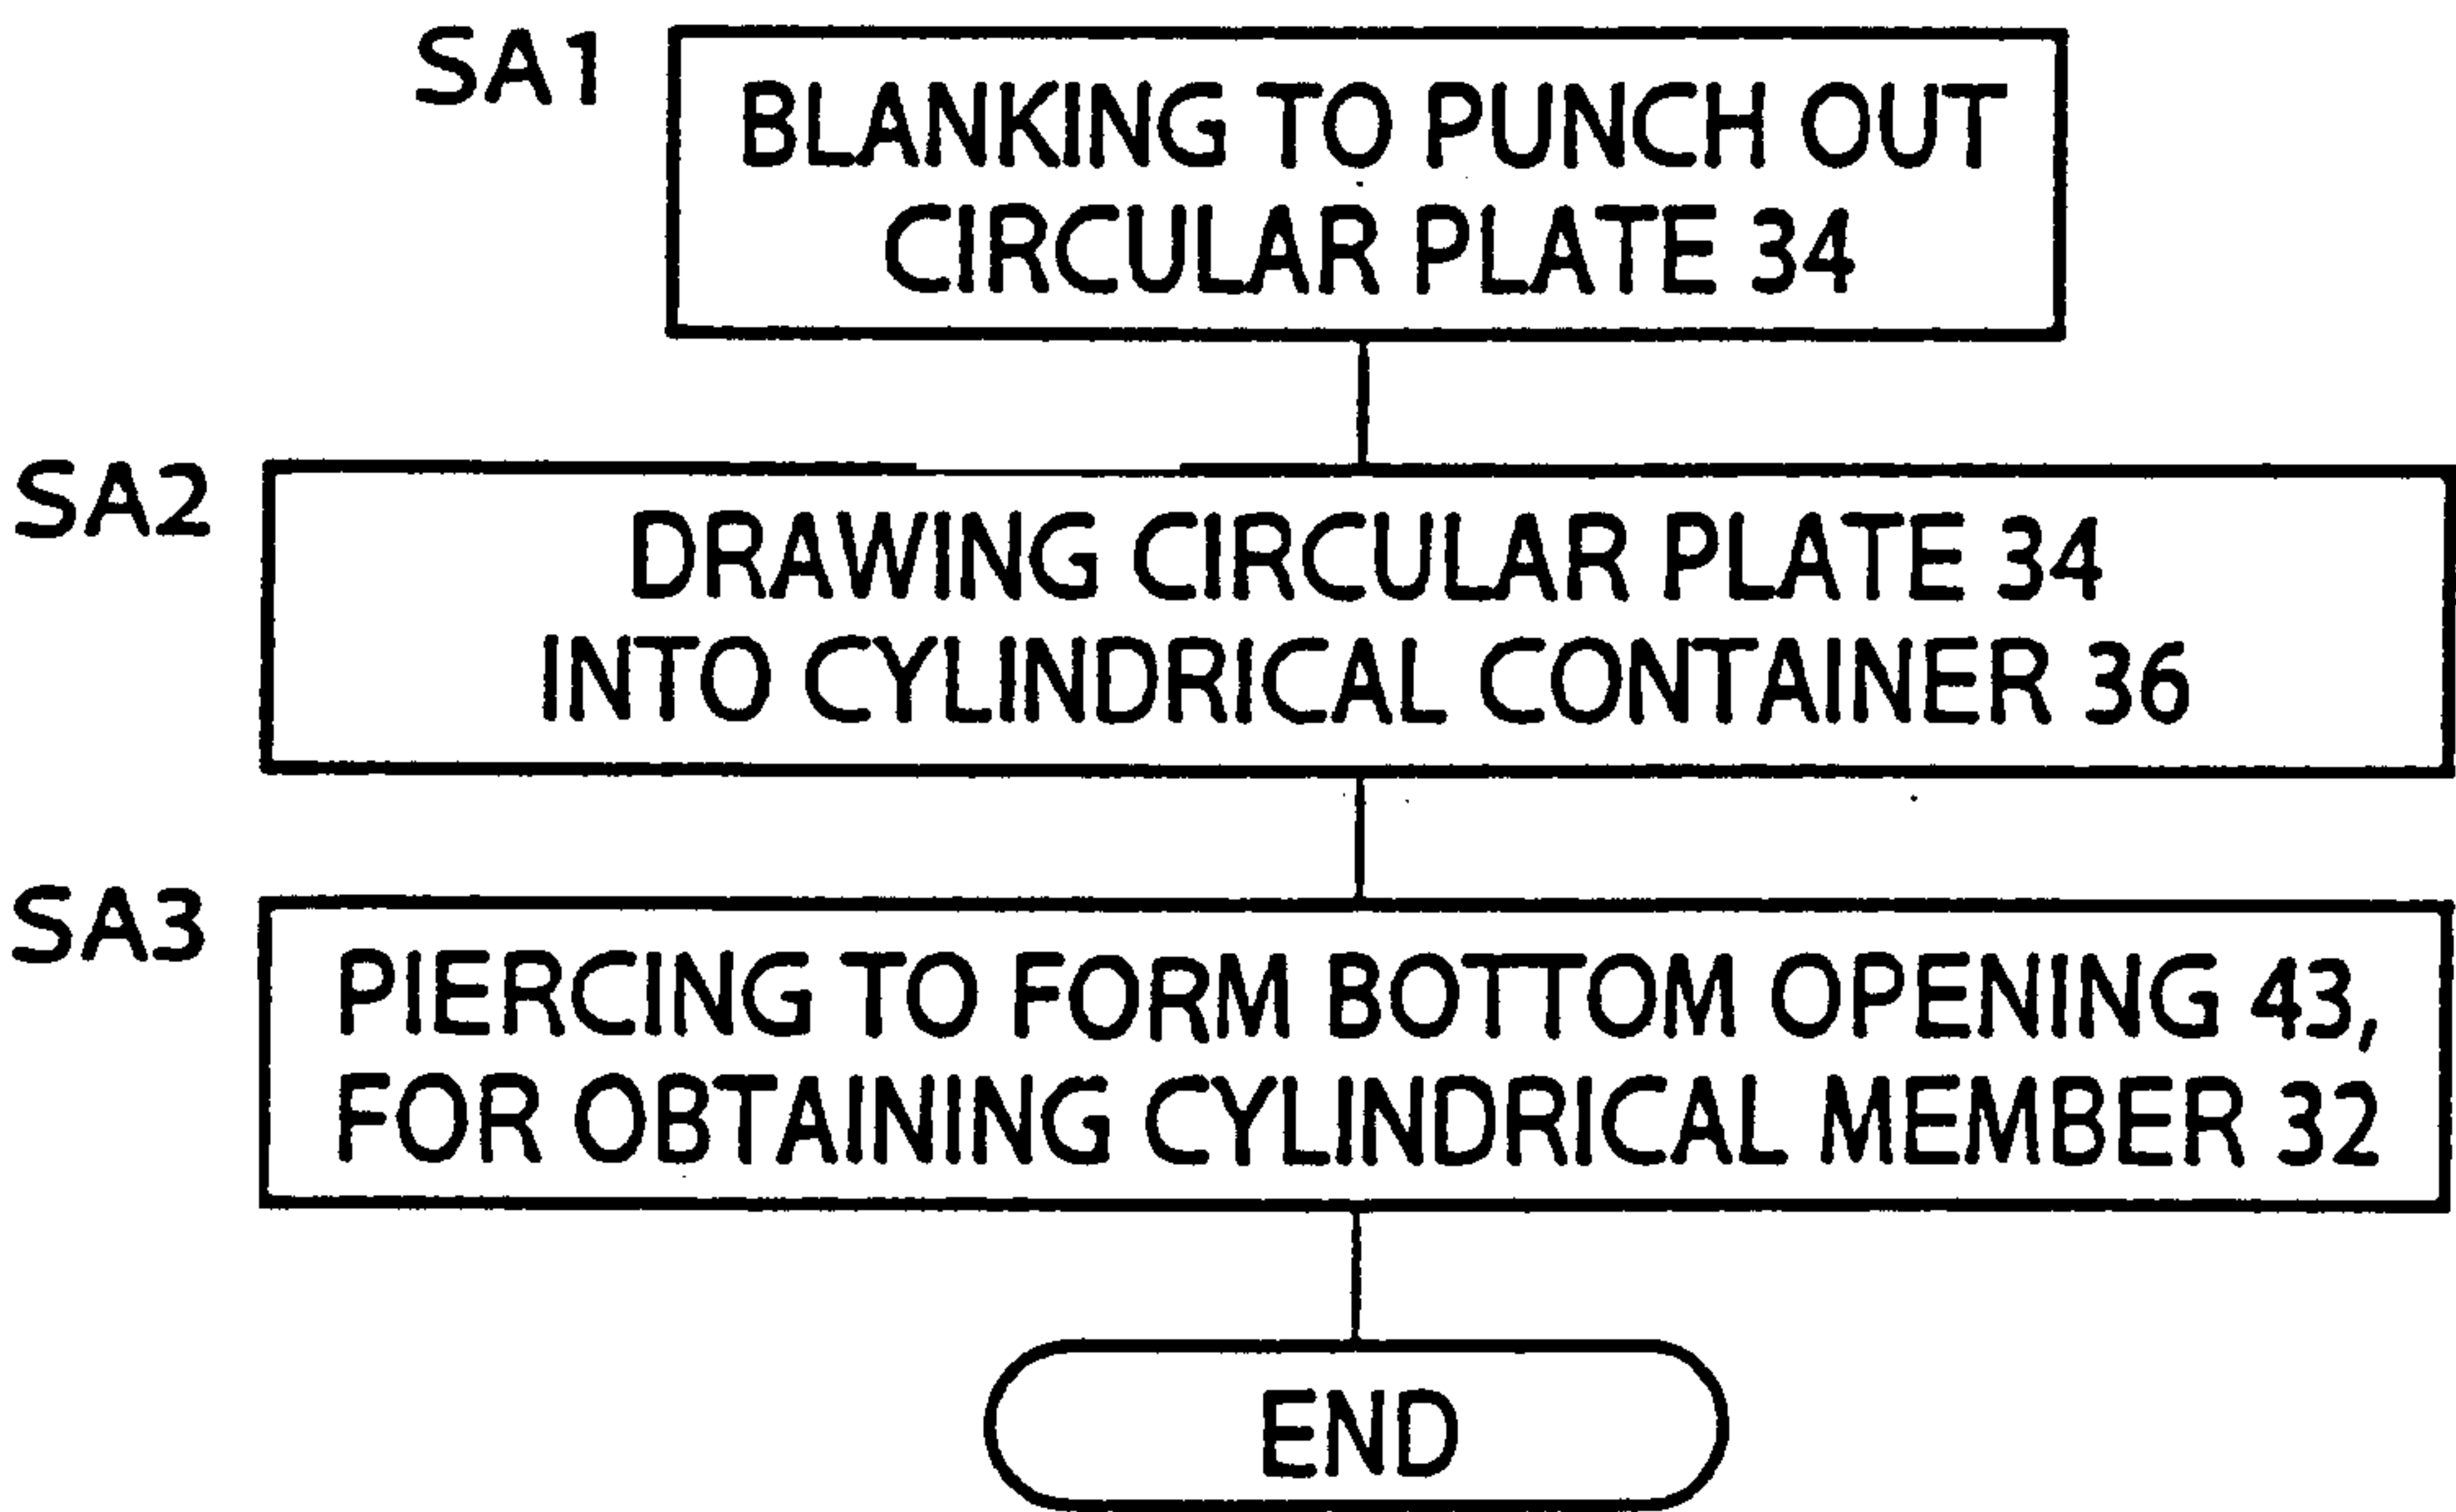 SA1
BLANKING TO PUNCH OUT
CIRCULAR PLATE 34
SA2
DRAWING CIRCULAR PLATE 34
INTO CYLINDRICAL CONTAINER 36
SA3
PIERCING TO FORM BOTTOM OPENING 43,
FOR OBTAINING CYLINDRICAL MEMBER 32
END